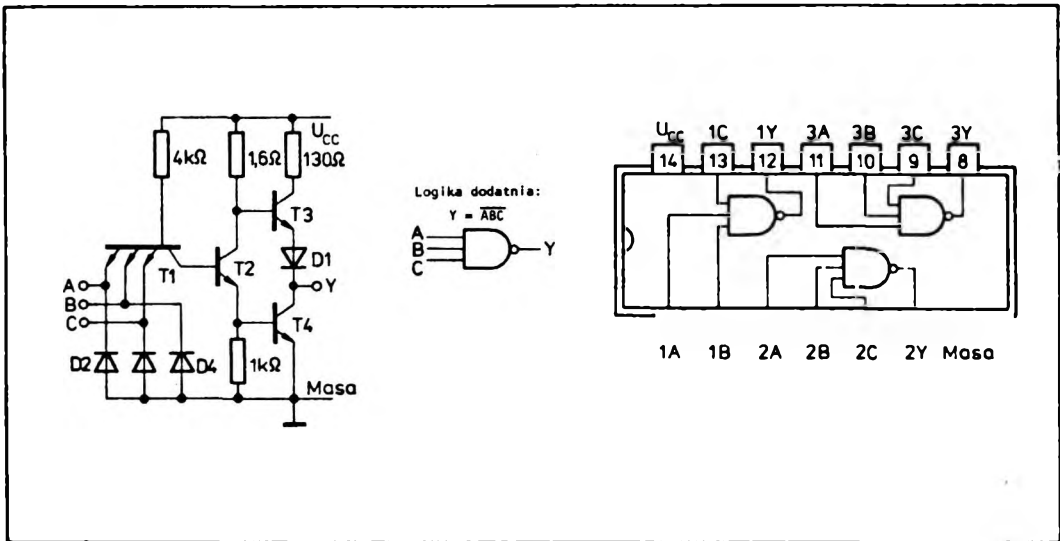 U_CC
4kΩ
1,6Ω
130Ω
T3
D1
T1
T2
Y
A
B
C
T4
D2
D4
1kΩ
Masa
Logika dodatnia:
Y = \overline{ABC}
A
B
C
Y
U_CC 1C 1Y 3A 3B 3C 3Y
14 13 12 11 10 9 8
1A 1B 2A 2B 2C 2Y Masa